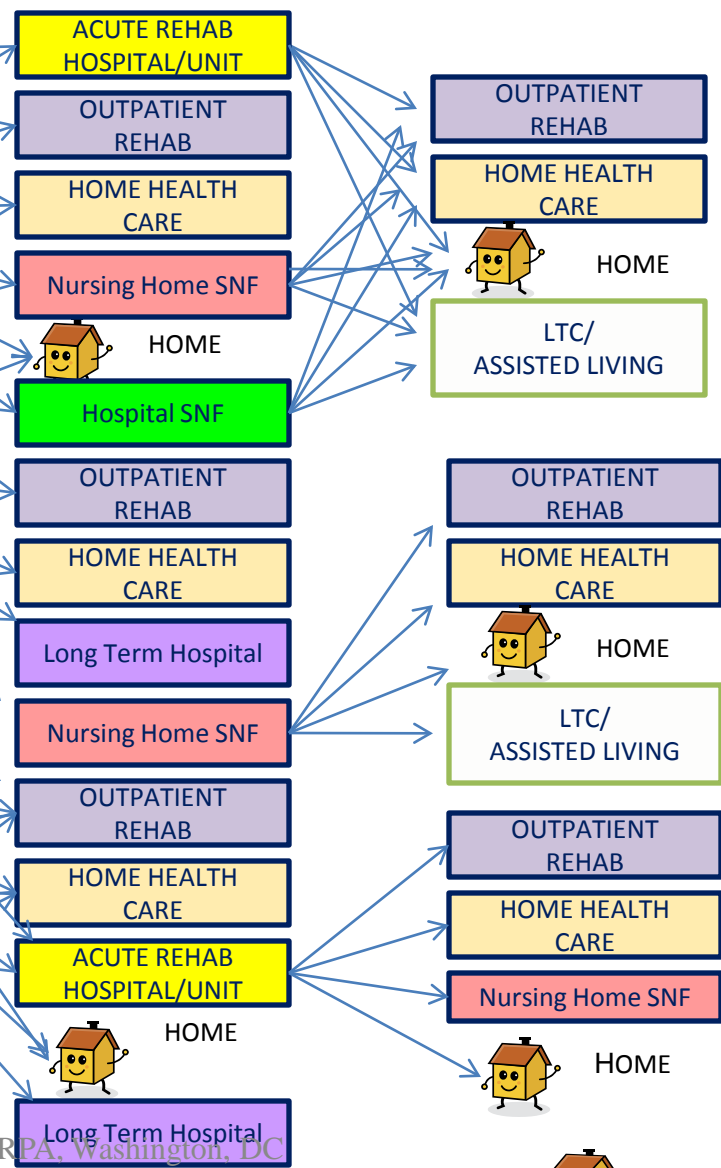 ACUTE REHAB
HOSPITAL/UNIT
OUTPATIENT
REHAB
HOME HEALTH
CARE
Nursing Home SNF
HOME
Hospital SNF
OUTPATIENT
REHAB
HOME HEALTH
CARE
Long Term Hospital
Nursing Home SNF
OUTPATIENT
REHAB
HOME HEALTH
CARE
ACUTE REHAB
HOSPITAL/UNIT
HOME
Long Term Hospital
RPA, Washington, DC
OUTPATIENT
REHAB
HOME HEALTH
CARE
HOME
LTC/
ASSISTED LIVING
OUTPATIENT
REHAB
HOME HEALTH
CARE
HOME
LTC/
ASSISTED LIVING
OUTPATIENT
REHAB
HOME HEALTH
CARE
Nursing Home SNF
HOME